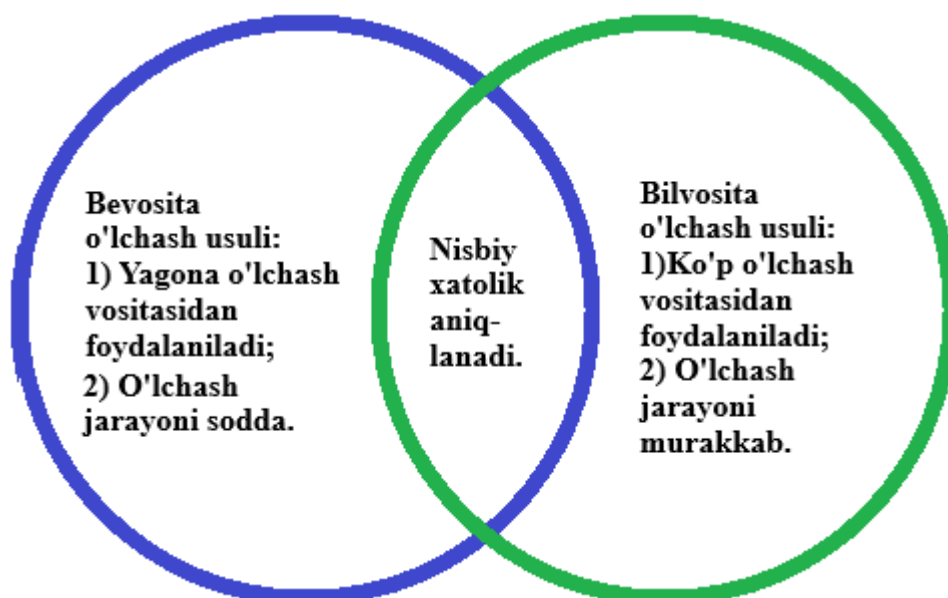 Bevosita
o'lchash usuli:
1) Yagona o'lchash
vositasidan
foydalaniladi;
2) O'lchash
jarayoni sodda.
Nisbiy
xatolik
aniq-
lanadi.
Bilvosita
o'lchash usuli:
1)Ko'p o'lchash
vositasidan
foydalaniladi;
2) O'lchash
jarayoni
murakkab.